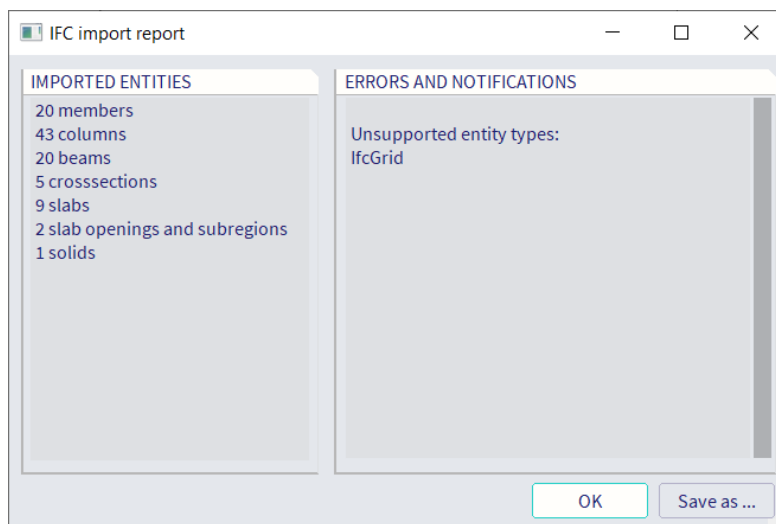 IFC import report
IMPORTED ENTITIES
20 members
43 columns
20 beams
5 crosssections
9 slabs
2 slab openings and subregions
1 solids
ERRORS AND NOTIFICATIONS
Unsupported entity types:
IfcGrid
OK
Save as ...